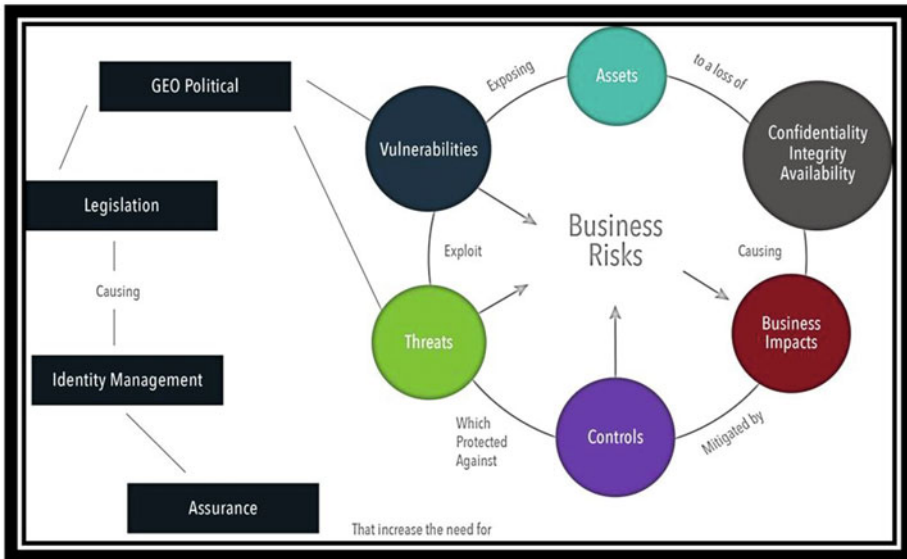 GEO Political
Legislation
Causing
Identity Management
Assurance
That increase the need for
Vulnerabilities
Exposing
Assets
to a loss of
Confidentiality
Integrity
Availability
Causing
Business
Impacts
Mitigated by
Controls
Which
Protected
Against
Threats
Exploit
Business
Risks